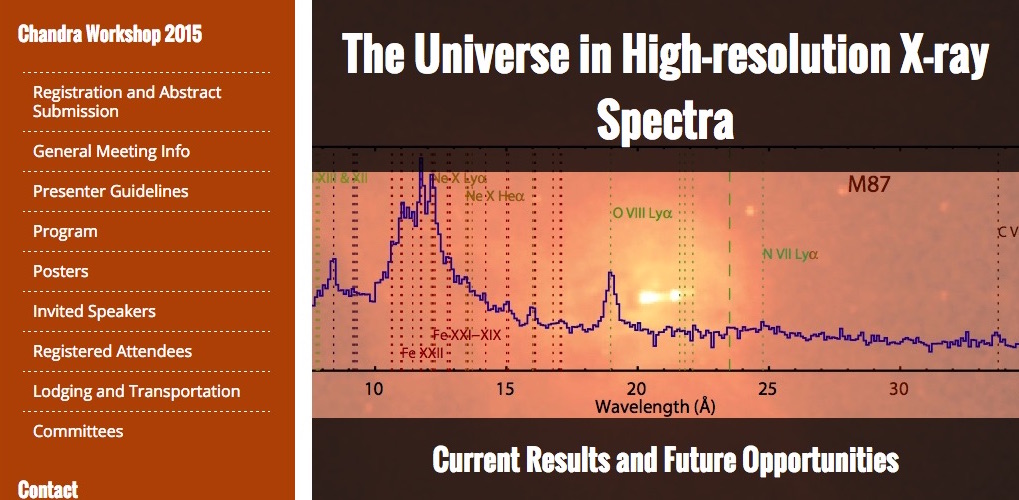 Chandra Workshop 2015
Registration and Abstract
Submission
General Meeting Info
Presenter Guidelines
Program
Posters
Invited Speakers
Registered Attendees
Lodging and Transportation
Committees
Contact
The Universe in High-resolution X-ray
Spectra
XIII & XII
Ne X Lyα
Ne X Heα
M87
O VIII Lyα
C V
N VII Lyα
Fe XXI–XIX
Fe XXII
10 15 20 25 30
Wavelength (Å)
Current Results and Future Opportunities